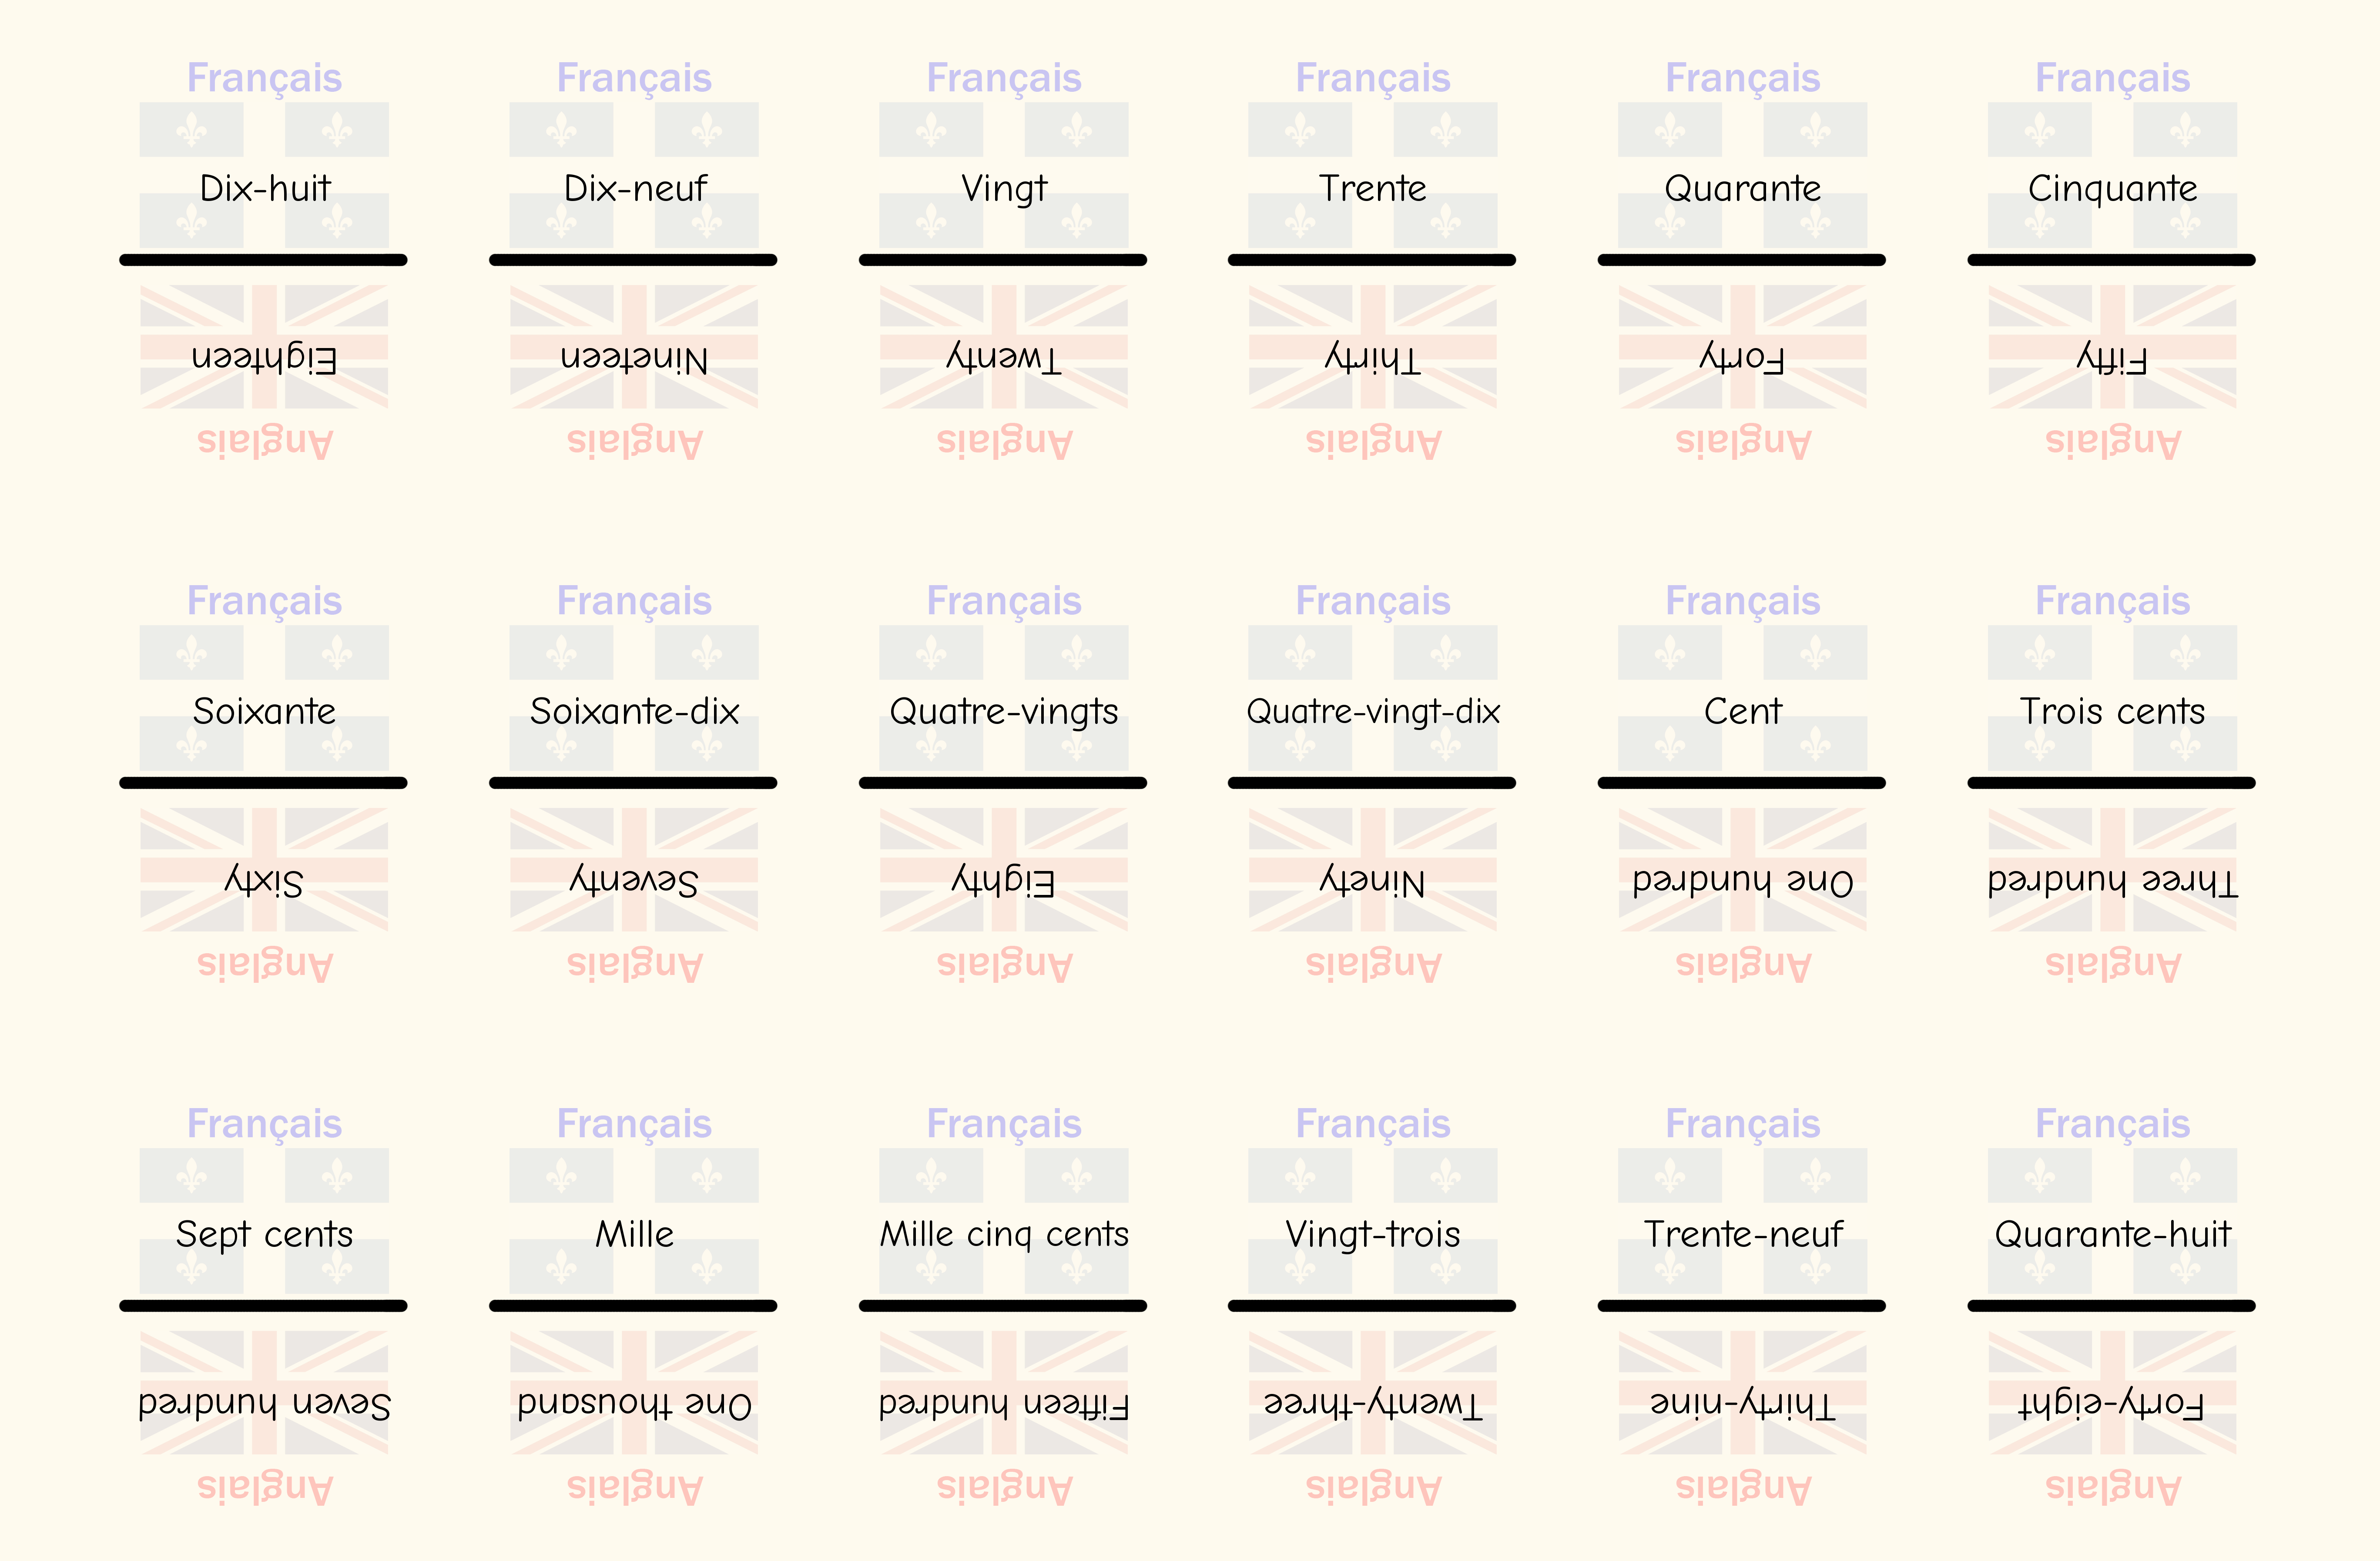 Français
Dix-huit
Eighteen
Anglais
Français
Dix-neuf
Nineteen
Anglais
Français
Vingt
Twenty
Anglais
Français
Trente
Thirty
Anglais
Français
Quarante
Forty
Anglais
Français
Cinquante
Fifty
Anglais
Français
Soixante
Sixty
Anglais
Français
Soixante-dix
Seventy
Anglais
Français
Quatre-vingts
Eighty
Anglais
Français
Quatre-vingt-dix
Ninety
Anglais
Français
Cent
One hundred
Anglais
Français
Trois cents
Three hundred
Anglais
Français
Sept cents
Seven hundred
Anglais
Français
Mille
One thousand
Anglais
Français
Mille cinq cents
Fifteen hundred
Anglais
Français
Vingt-trois
Twenty-three
Anglais
Français
Trente-neuf
Thirty-nine
Anglais
Français
Quarante-huit
Forty-eight
Anglais